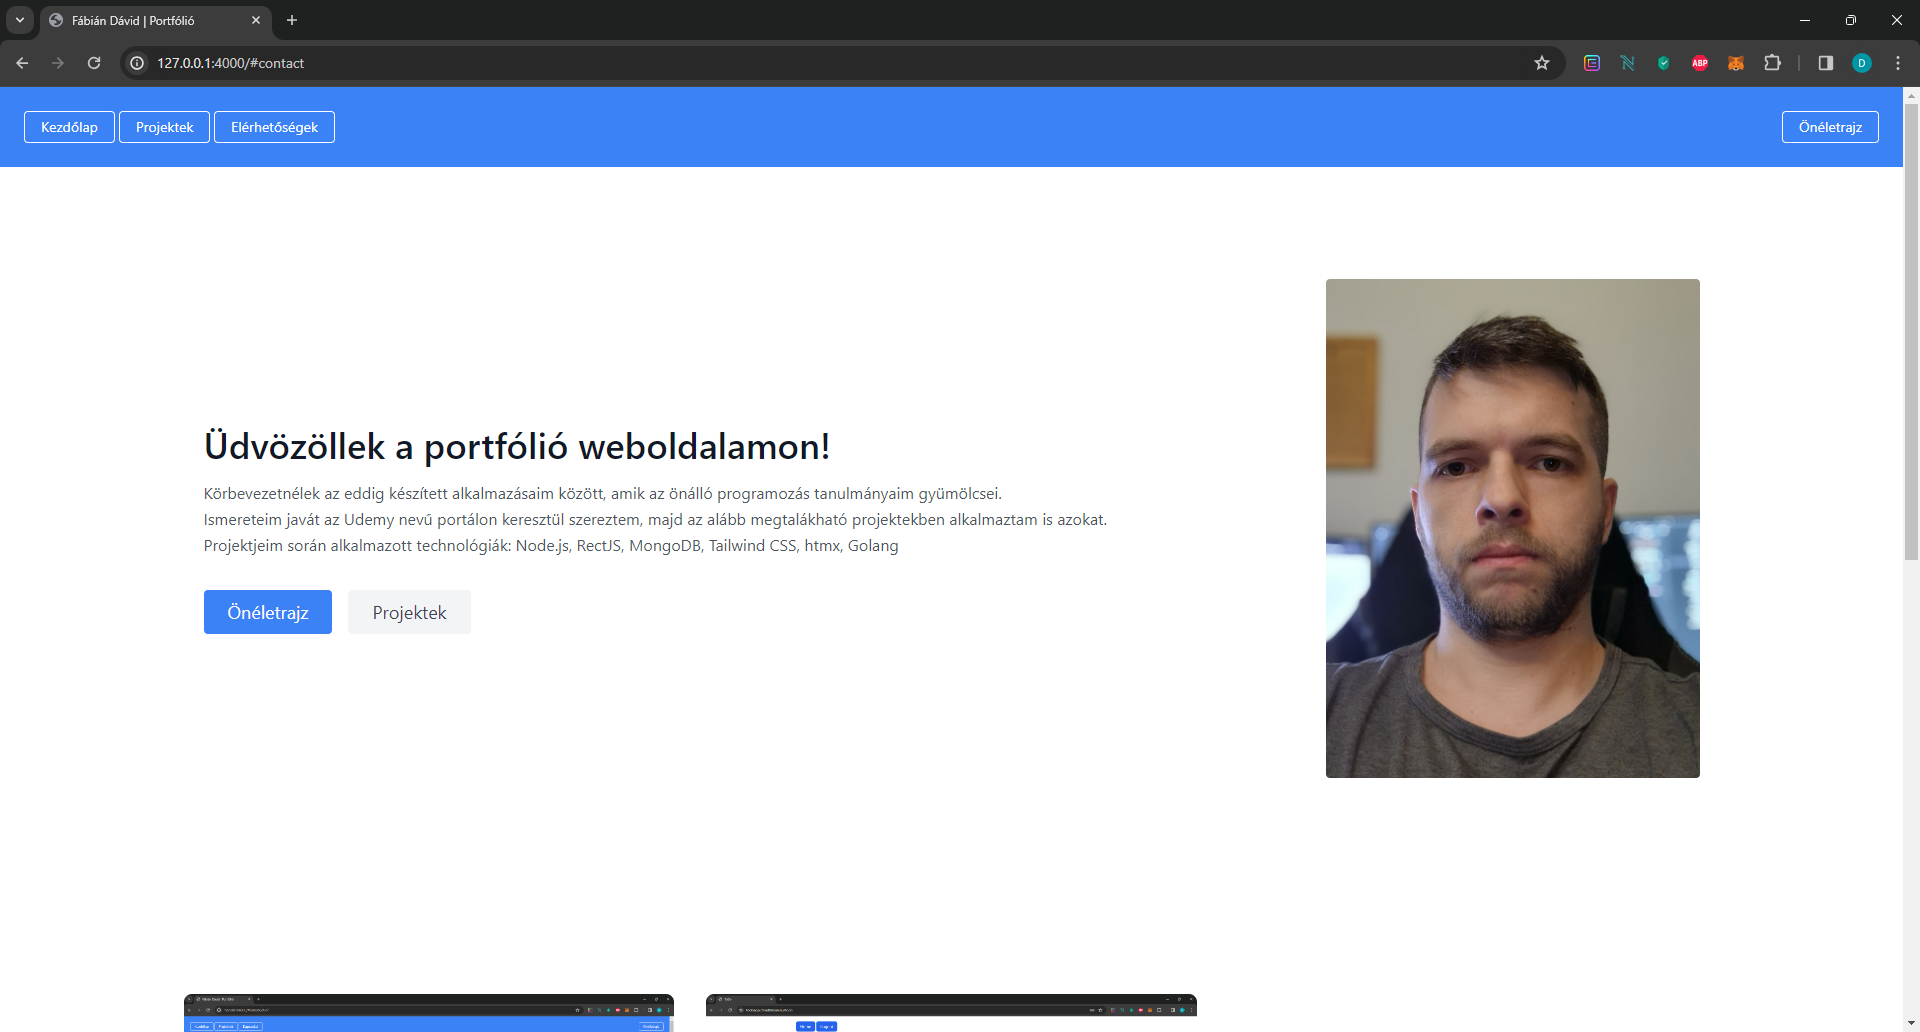 Fábián Dávid | Portfólió
127.0.0.1:4000/#contact
ABP
D
Kezdőlap
Projektek
Elérhetőségek
Önéletrajz
Üdvözöllek a portfólió weboldalamon!
Körbevezetnélek az eddig készített alkalmazásaim között, amik az önálló programozás tanulmányaim gyümölcsei.
Ismereteim javát az Udemy nevű portálon keresztül szereztem, majd az alább megtalákható projektekben alkalmaztam is azokat.
Projektjeim során alkalmazott technológiák: Node.js, RectJS, MongoDB, Tailwind CSS, htmx, Golang
Önéletrajz
Projektek